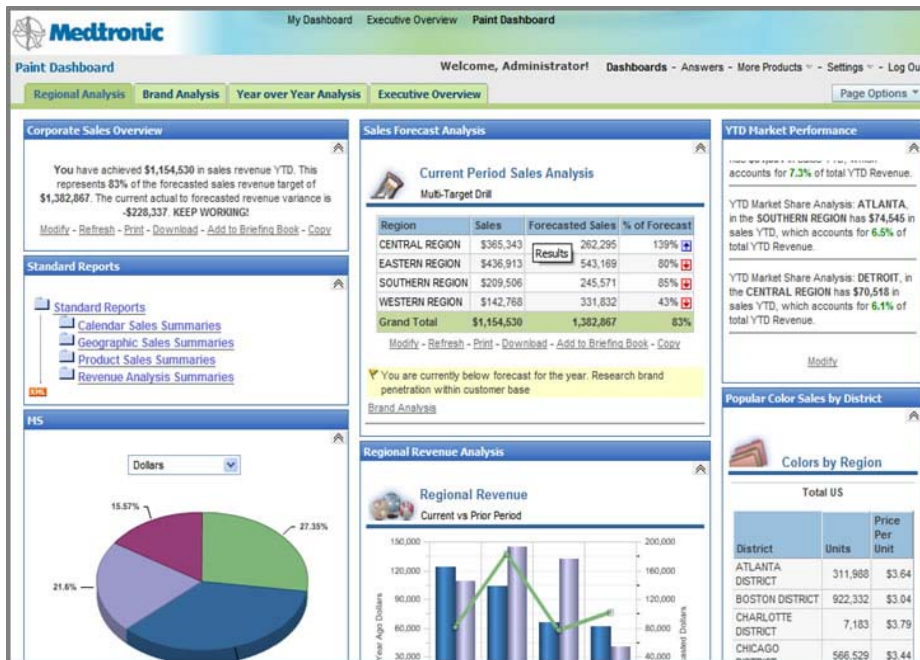 Medtronic
My Dashboard Executive Overview Paint Dashboard
Paint Dashboard
Welcome, Administrator! Dashboards - Answers - More Products - Settings - Log Ou
Regional Analysis Brand Analysis Year over Year Analysis Executive Overview
Page Options
Corporate Sales Overview
You have achieved $1,154,530 in sales revenue YTD. This
represents 83% of the forecasted sales revenue target of
$1,382,867. The current actual to forecasted revenue variance is
-$228,337. KEEP WORKING!
Modify - Refresh - Print - Download - Add to Briefing Book - Copy
Standard Reports
Standard Reports
Calendar Sales Summaries
Geographic Sales Summaries
Product Sales Summaries
Revenue Analysis Summaries
XML
MS
Dollars
15.57%
27.35%
21.6%
Sales Forecast Analysis
Current Period Sales Analysis
Multi-Target Drill
Region Sales Forecasted Sales % of Forecast
CENTRAL REGION $365,343 262,295 139%
Results
EASTERN REGION $436,913 543,169 80%
SOUTHERN REGION $209,506 245,571 85%
WESTERN REGION $142,768 331,832 43%
Grand Total $1,154,530 1,382,867 83%
Modify - Refresh - Print - Download - Add to Briefing Book - Copy
You are currently below forecast for the year. Research brand
penetration within customer base
Brand Analysis
Regional Revenue Analysis
Regional Revenue
Current vs Prior Period
150,000 200,000
120,000 160,000
90,000 120,000
60,000 80,000
30,000 40,000
Year Ago Dollars
casted Dollars
YTD Market Performance
accounts for 7.3% of total YTD Revenue.
YTD Market Share Analysis: ATLANTA,
in the SOUTHERN REGION has $74,545 in
sales YTD, which accounts for 6.5% of
total YTD Revenue.
YTD Market Share Analysis: DETROIT, in
the CENTRAL REGION has $70,518 in
sales YTD, which accounts for 6.1% of
total YTD Revenue.
Modify
Popular Color Sales by District
Colors by Region
Total US
District Units Price Per Unit
ATLANTA DISTRICT 311,988 $3.64
BOSTON DISTRICT 922,332 $3.04
CHARLOTTE DISTRICT 7,183 $3.79
CHICAGO 566,529 $3.44